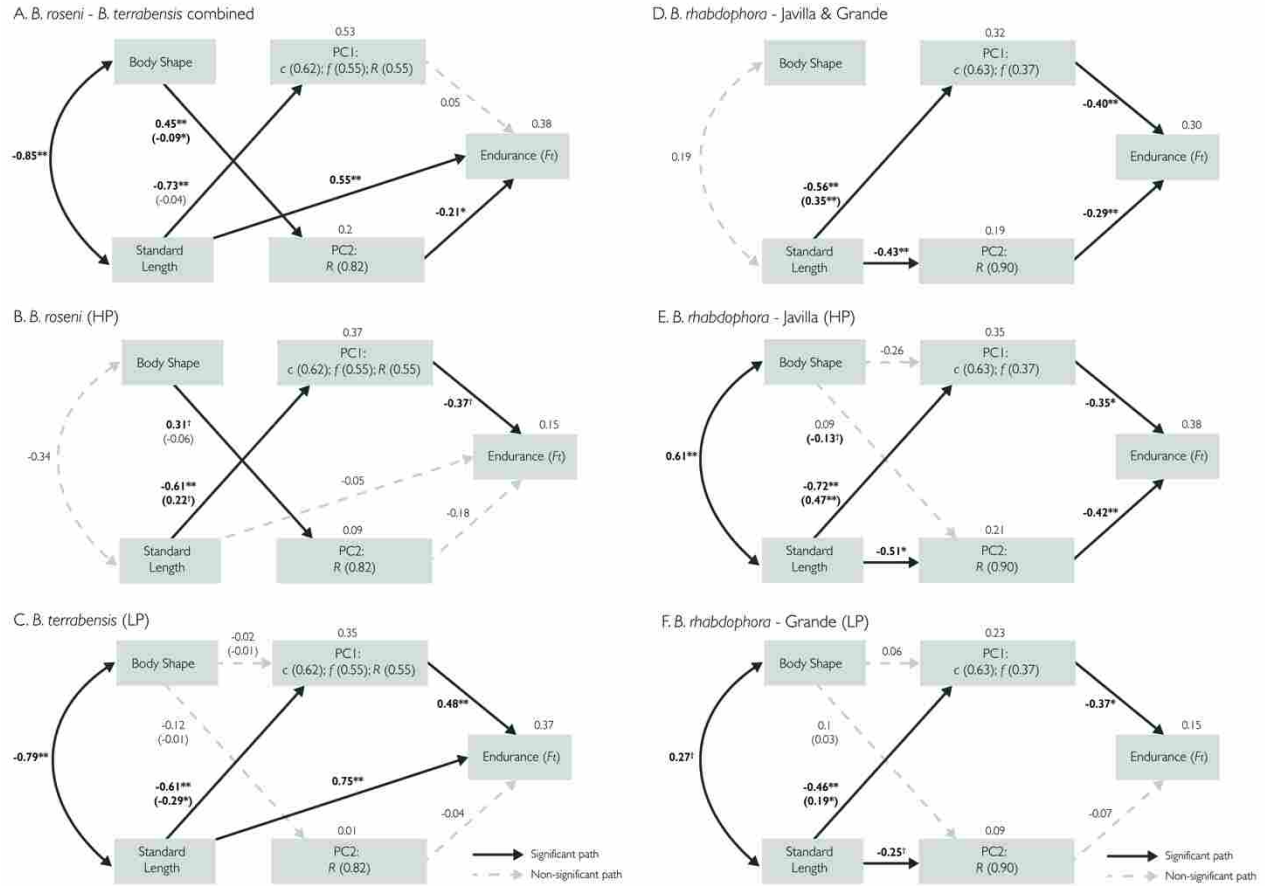 A. B. roseni - B. terrabensis combined
0.53
Body Shape
PC1:
c (0.62); f (0.55); R (0.55)
0.05
0.38
0.45**
(-0.09*)
-0.85**
Endurance (Ft)
0.55**
-0.73**
(-0.04)
-0.21*
0.2
Standard
Length
PC2:
R (0.82)
B. B. roseni (HP)
0.37
Body Shape
PC1:
c (0.62); f (0.55); R (0.55)
-0.37†
0.15
0.31†
(-0.06)
-0.34
Endurance (Ft)
-0.05
-0.61**
(0.22†)
-0.18
0.09
Standard
Length
PC2:
R (0.82)
C. B. terrabensis (LP)
-0.02
(-0.01)
0.35
Body Shape
PC1:
c (0.62); f (0.55); R (0.55)
0.48**
0.37
-0.12
(-0.01)
-0.79**
Endurance (Ft)
0.75**
-0.61**
(-0.29*)
-0.04
0.01
Standard
Length
PC2:
R (0.82)
Significant path
Non-significant path
D. B. rhabdophora - Javilla & Grande
0.32
Body Shape
PC1:
c (0.63); f (0.37)
-0.40**
0.30
0.19
Endurance (Ft)
-0.56**
(0.35**)
-0.29**
0.19
Standard
Length
-0.43**
PC2:
R (0.90)
E. B. rhabdophora - Javilla (HP)
0.35
Body Shape
-0.26
PC1:
c (0.63); f (0.37)
-0.35*
0.38
0.09
(-0.13†)
0.61**
Endurance (Ft)
-0.72**
(0.47**)
-0.42**
0.21
Standard
Length
-0.51*
PC2:
R (0.90)
F. B. rhabdophora - Grande (LP)
0.23
Body Shape
0.06
PC1:
c (0.63); f (0.37)
-0.37*
0.15
0.1
(0.03)
0.27†
Endurance (Ft)
-0.46**
(0.19*)
-0.07
0.09
Standard
Length
-0.25†
PC2:
R (0.90)
Significant path
Non-significant path